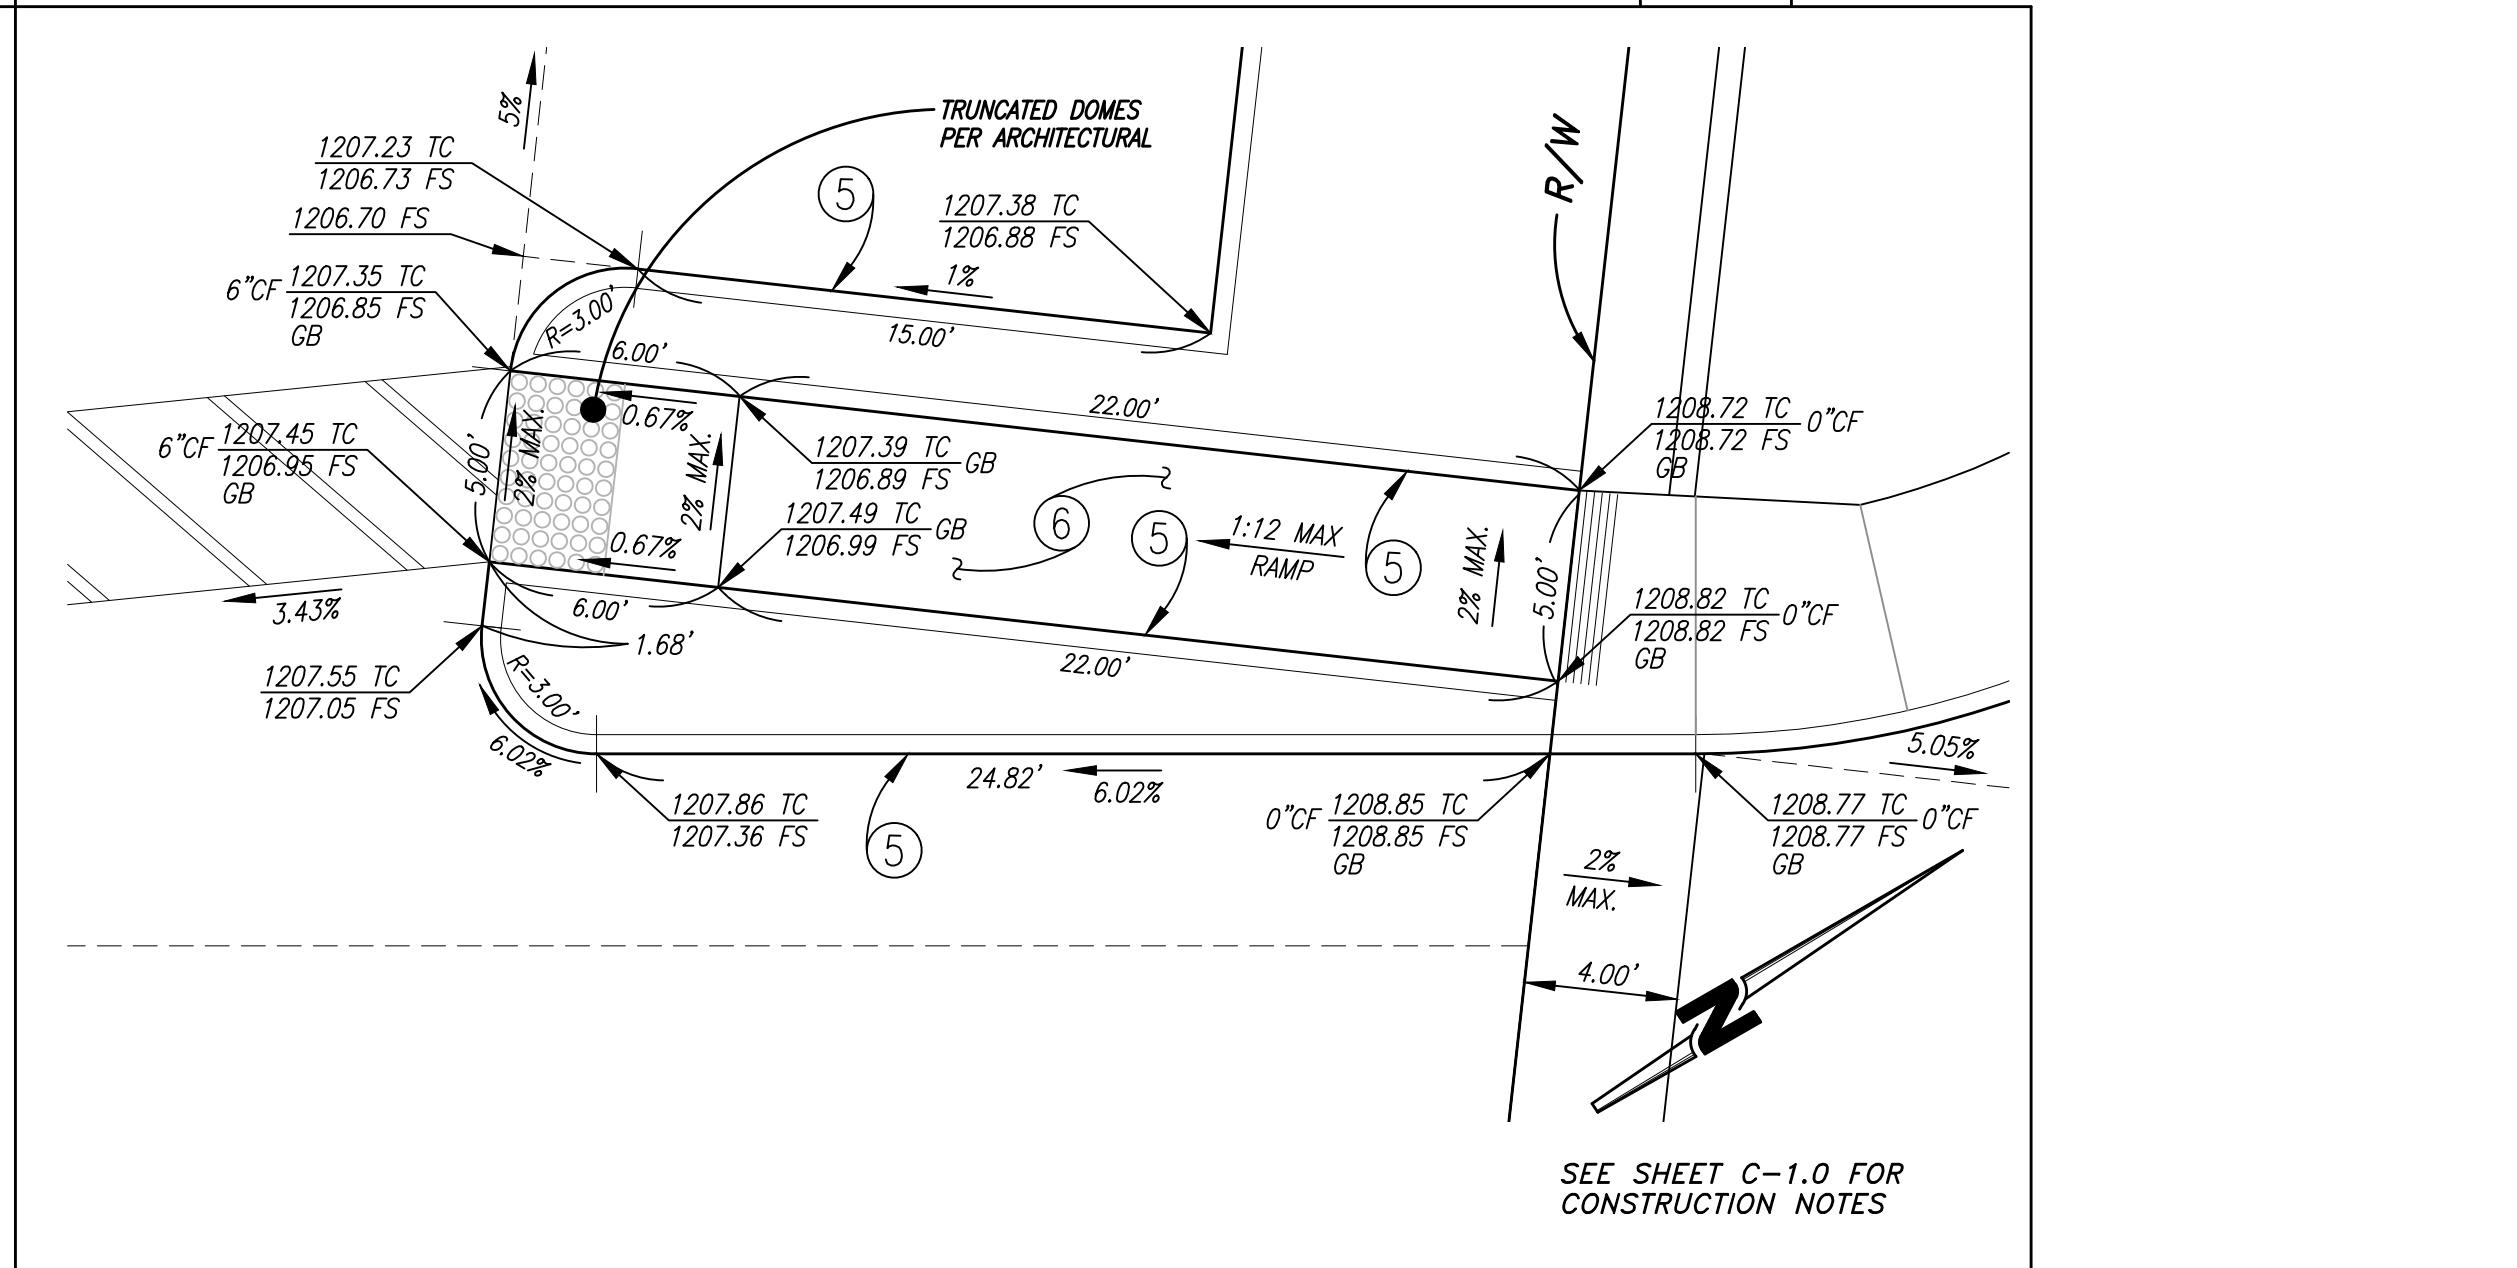 5%
TRUNCATED DOMES
PER ARCHITECTURAL
1207.23 TC
1206.73 FS
1206.70 FS
R/W
5
1207.38 TC
1206.88 FS
6"CF
1207.35 TC
1206.85 FS
GB
1%
R=3.00'
15.00'
6.00'
0.67%
22.00'
6"CF
1207.45 TC
1206.95 FS
GB
5.00'
2% MAX.
2% MAX.
1207.39 TC
1206.89 FS
GB
1208.72 TC
1208.72 FS
0"CF
GB
1207.49 TC
1206.99 FS
GB
6
5
1:12 MAX
RAMP
5
0.67%
2% MAX.
5.00'
3.43%
6.00'
1.68'
1208.82 TC
1208.82 FS
0"CF
GB
1207.55 TC
1207.05 FS
R=3.00'
22.00'
6.02%
24.82'
6.02%
5.05%
1207.86 TC
1207.36 FS
5
0"CF
1208.85 TC
1208.85 FS
GB
1208.77 TC
1208.77 FS
0"CF
GB
2%
MAX.
4.00'
N
SEE SHEET C-1.0 FOR
CONSTRUCTION NOTES